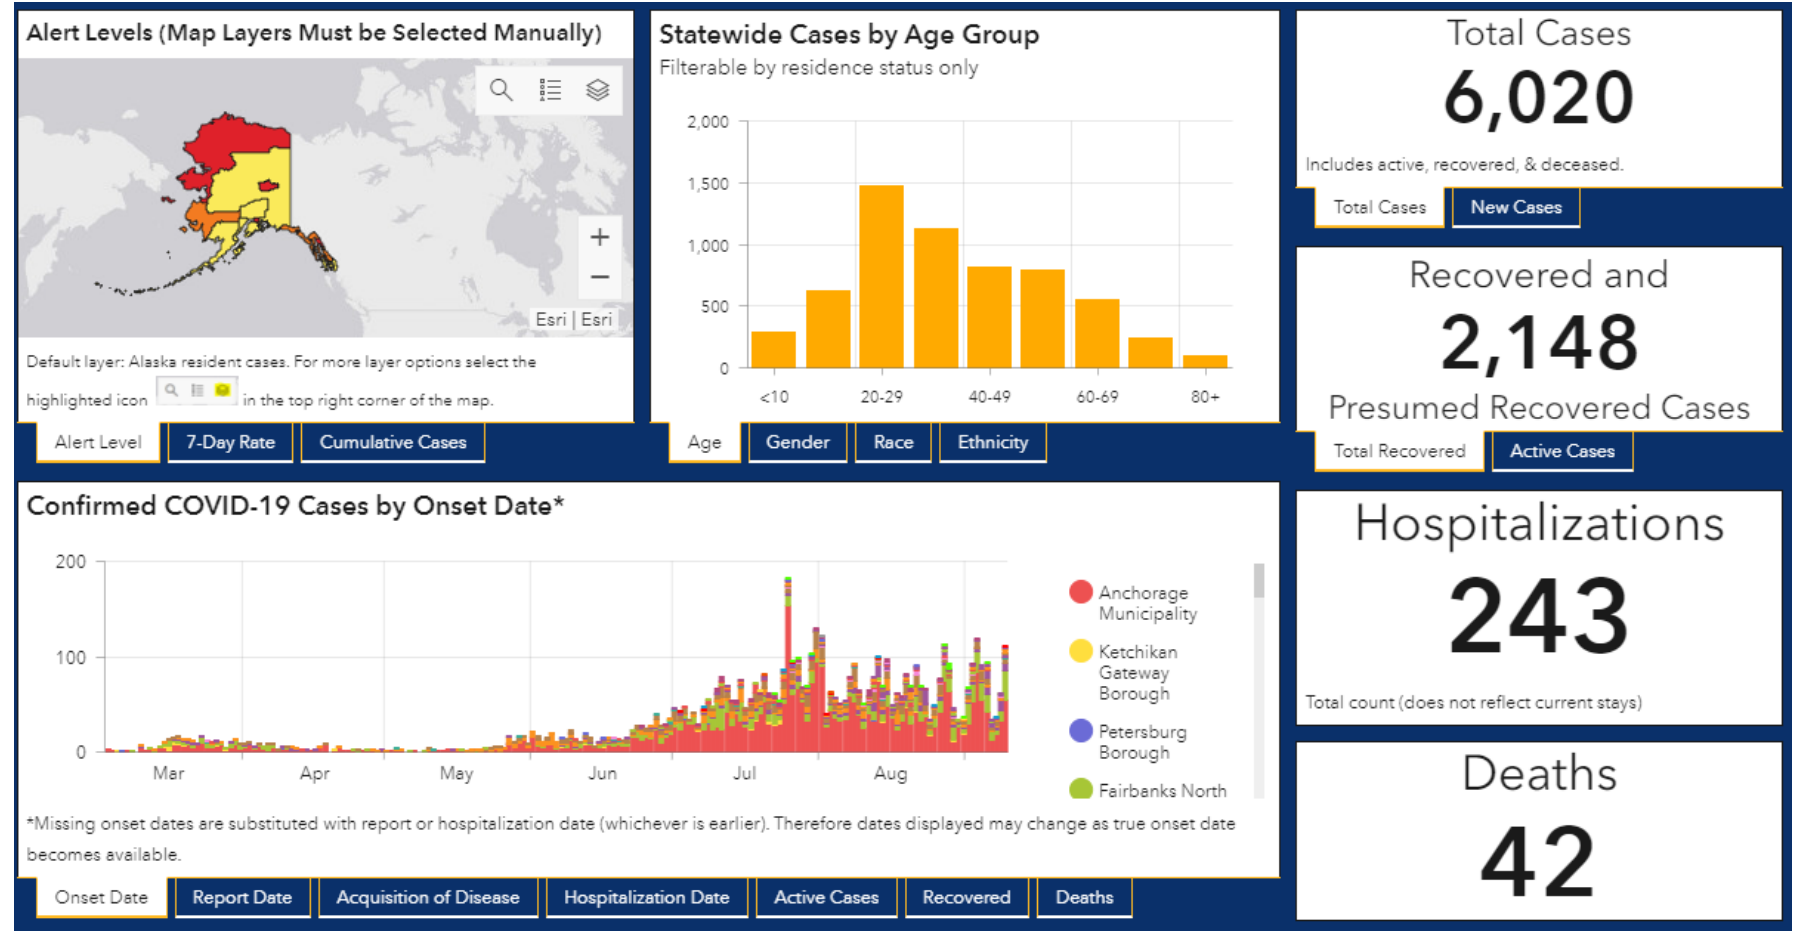 Alert Levels (Map Layers Must be Selected Manually)
Esri | Esri
Default layer: Alaska resident cases. For more layer options select the
highlighted icon in the top right corner of the map.
Alert Level
7-Day Rate
Cumulative Cases
Statewide Cases by Age Group
Filterable by residence status only
2,000
1,500
1,000
500
0
<10
20-29
40-49
60-69
80+
Age
Gender
Race
Ethnicity
Total Cases
6,020
Includes active, recovered, & deceased.
Total Cases
New Cases
Recovered and
2,148
Presumed Recovered Cases
Total Recovered
Active Cases
Confirmed COVID-19 Cases by Onset Date*
200
100
0
Mar
Apr
May
Jun
Jul
Aug
Anchorage
Municipality
Ketchikan
Gateway
Borough
Petersburg
Borough
Fairbanks North
*Missing onset dates are substituted with report or hospitalization date (whichever is earlier). Therefore dates displayed may change as true onset date
becomes available.
Onset Date
Report Date
Acquisition of Disease
Hospitalization Date
Active Cases
Recovered
Deaths
Hospitalizations
243
Total count (does not reflect current stays)
Deaths
42